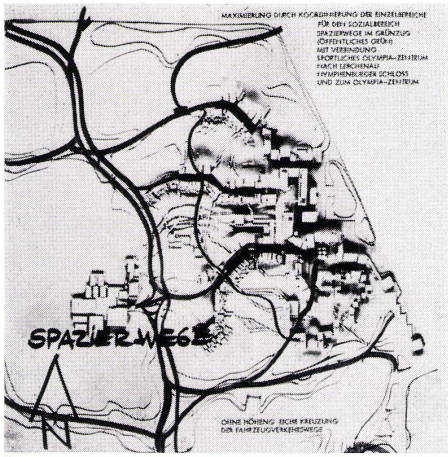 MAXIMIERUNG DURCH KOORDINIERUNG DER EINZELBEREICHE
FÜR DEN SOZIALBEREICH
SPAZIERWEGE IM GRÜNZUG
(ÖFFENTLICHES GRÜN)
MIT VERBINDUNG
SPORTLICHES OLYMPIA-ZENTRUM
NACH LERCHENAU
NYMPHENBURGER SCHLOSS
UND ZUM OLYMPIA-ZENTRUM
SPAZIERWEGE
N
OHNE HÖHENGLEICHE KREUZUNG
DER FAHRZEUGVERKEHRSWEGE